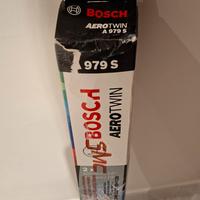 BOSCH
AEROTWIN
A 979 S
979 S
BOSCH
AEROTWIN